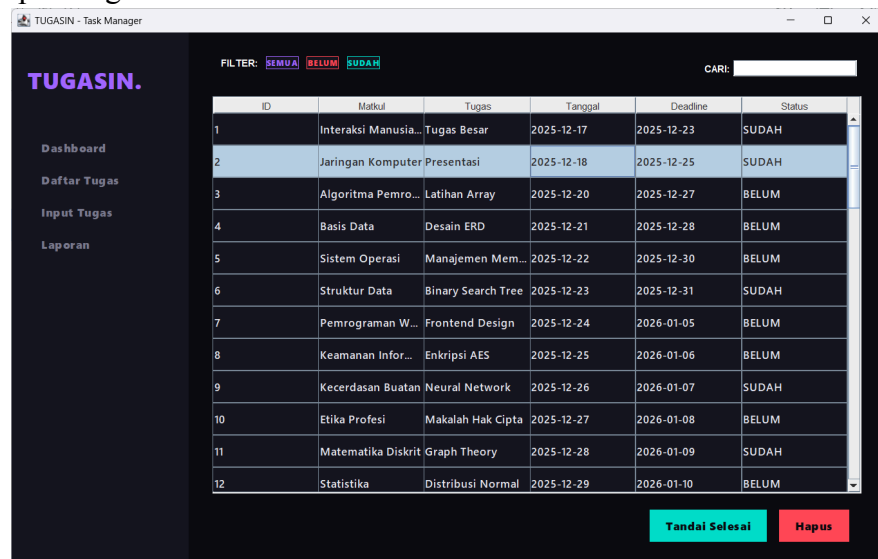 TUGASIN - Task Manager
TUGASIN.
Dashboard
Daftar Tugas
Input Tugas
Laporan
FILTER: SEMUA BELUM SUDAH
CARI:
ID Matkul Tugas Tanggal Deadline Status
1 Interaksi Manusia... Tugas Besar 2025-12-17 2025-12-23 SUDAH
2 Jaringan Komputer Presentasi 2025-12-18 2025-12-25 SUDAH
3 Algoritma Pemro... Latihan Array 2025-12-20 2025-12-27 BELUM
4 Basis Data Desain ERD 2025-12-21 2025-12-28 BELUM
5 Sistem Operasi Manajemen Mem... 2025-12-22 2025-12-30 BELUM
6 Struktur Data Binary Search Tree 2025-12-23 2025-12-31 SUDAH
7 Pemrograman W... Frontend Design 2025-12-24 2026-01-05 BELUM
8 Keamanan Infor... Enkripsi AES 2025-12-25 2026-01-06 BELUM
9 Kecerdasan Buatan Neural Network 2025-12-26 2026-01-07 SUDAH
10 Etika Profesi Makalah Hak Cipta 2025-12-27 2026-01-08 BELUM
11 Matematika Diskrit Graph Theory 2025-12-28 2026-01-09 SUDAH
12 Statistika Distribusi Normal 2025-12-29 2026-01-10 BELUM
Tandai Selesai Hapus